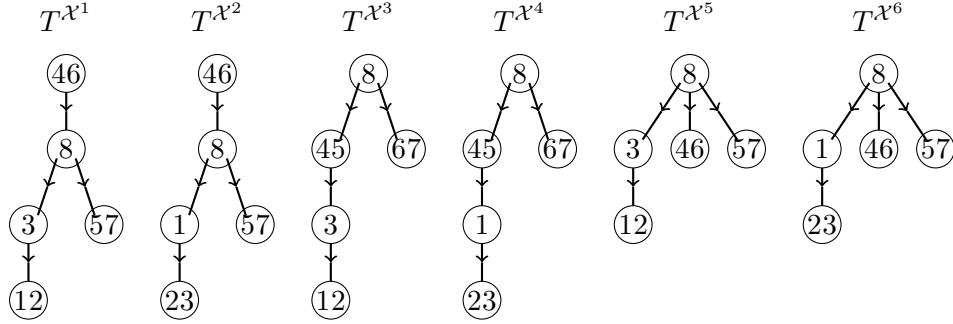 T^{𝒳^1} T^{𝒳^2} T^{𝒳^3} T^{𝒳^4} T^{𝒳^5} T^{𝒳^6}
46 46 8 8 8 8
8 8 45 67 45 67 3 46 57 1 46 57
3 57 1 57 3 1 12 23
12 23 12 23